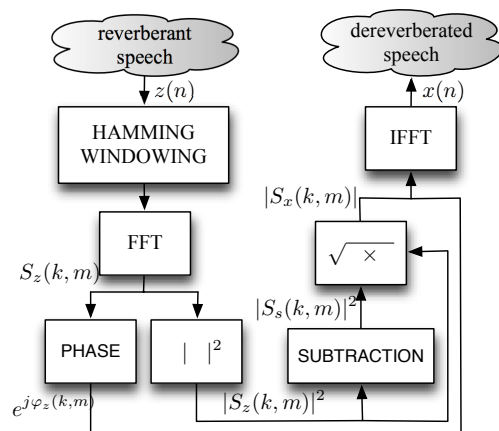 reverberant
speech
z(n)
HAMMING
WINDOWING
FFT
S_z(k, m)
PHASE
| |^2
e^{jφ_z(k,m)}
|S_z(k, m)|^2
SUBTRACTION
|S_s(k, m)|^2
√ ×
|S_x(k, m)|
IFFT
x(n)
dereverberated
speech